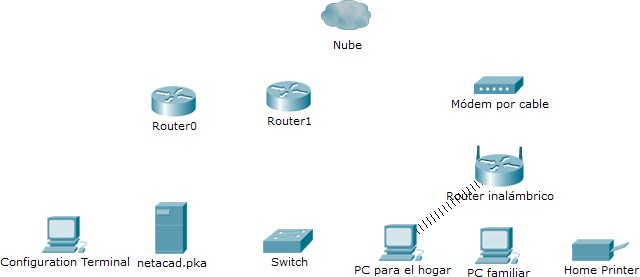 Nube
Router0
Router1
Módem por cable
Router inalámbrico
Configuration Terminal
netacad.pka
Switch
PC para el hogar
PC familiar
Home Printer